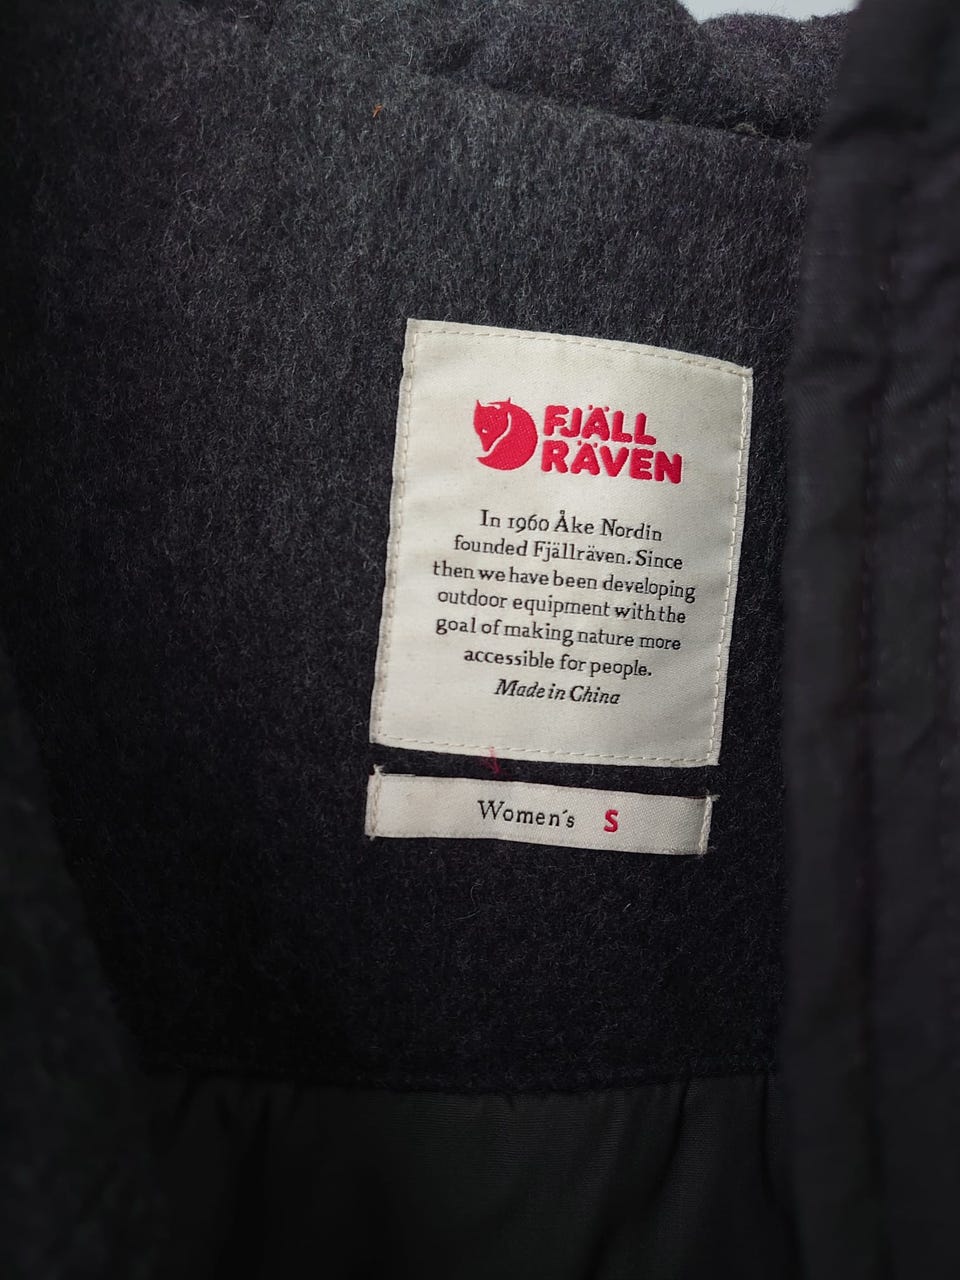 FJÄLL
RÄVEN
In 1960 Åke Nordin
founded Fjällräven. Since
then we have been developing
outdoor equipment with the
goal of making nature more
accessible for people.
Made in China
Women´s S